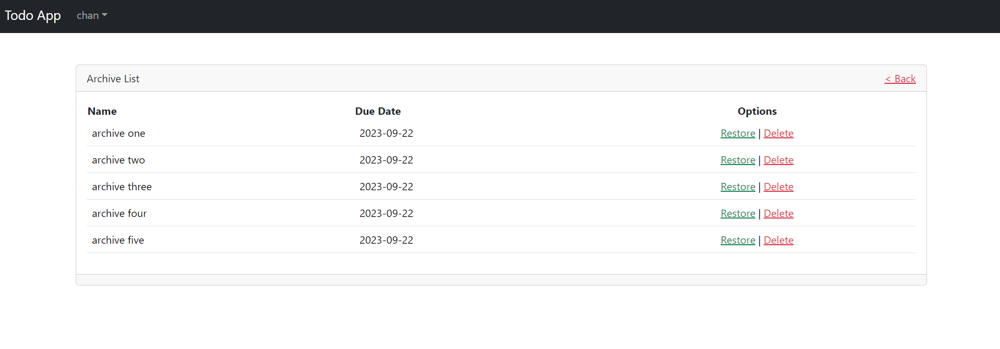 Todo App chan
Archive List < Back
Name Due Date Options
archive one 2023-09-22 Restore | Delete
archive two 2023-09-22 Restore | Delete
archive three 2023-09-22 Restore | Delete
archive four 2023-09-22 Restore | Delete
archive five 2023-09-22 Restore | Delete